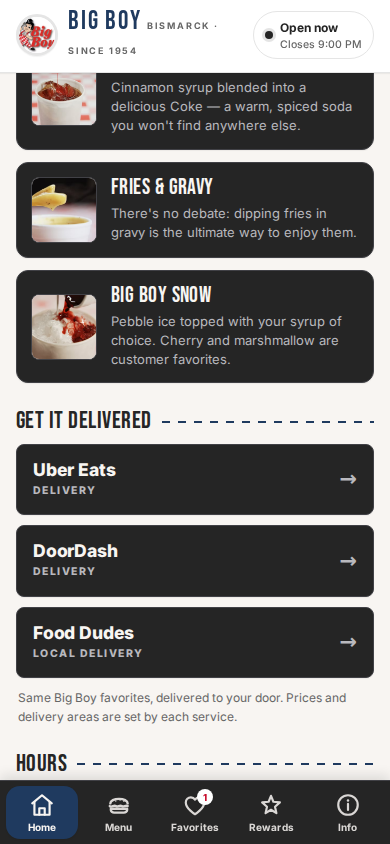 Big Boy
BIG BOY BISMARCK ·
SINCE 1954
Open now
Closes 9:00 PM
Cinnamon syrup blended into a
delicious Coke — a warm, spiced soda
you won't find anywhere else.
FRIES & GRAVY
There's no debate: dipping fries in
gravy is the ultimate way to enjoy them.
BIG BOY SNOW
Pebble ice topped with your syrup of
choice. Cherry and marshmallow are
customer favorites.
GET IT DELIVERED
Uber Eats
DELIVERY
→
DoorDash
DELIVERY
→
Food Dudes
LOCAL DELIVERY
→
Same Big Boy favorites, delivered to your door. Prices and
delivery areas are set by each service.
HOURS
1
Home Menu Favorites Rewards Info